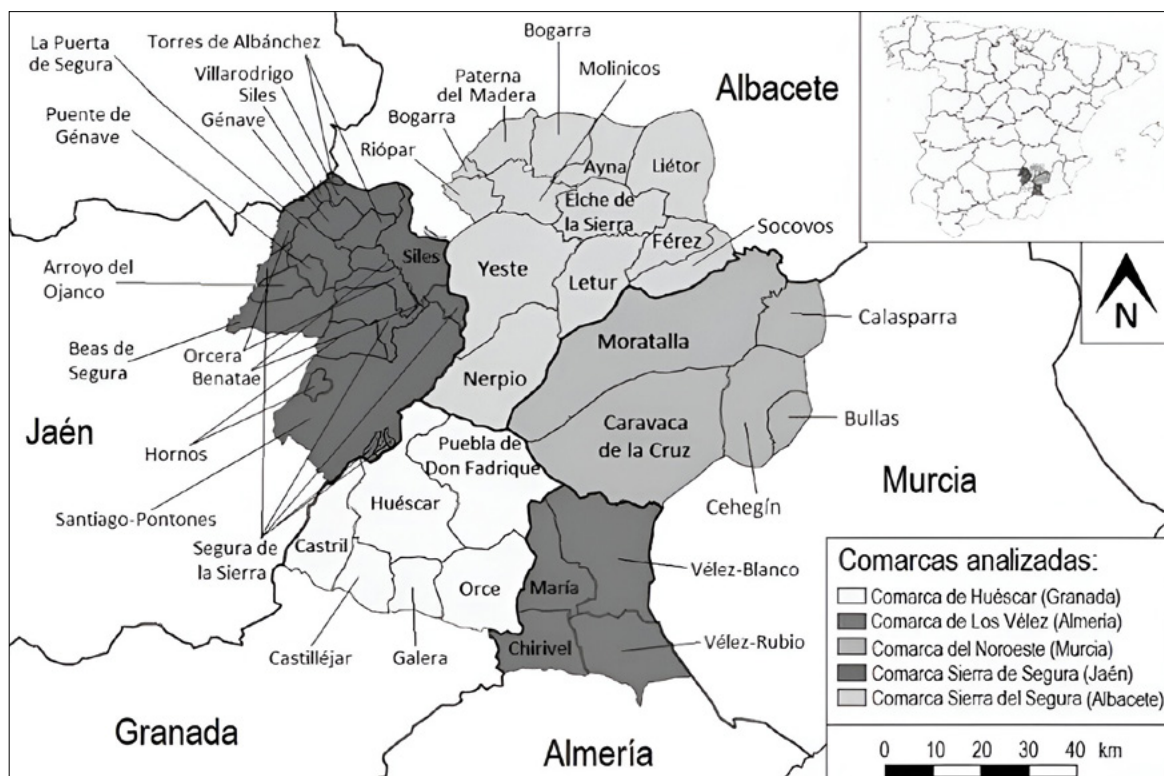 La Puerta
de Segura
Torres de Albánchez
Villarodrigo
Siles
Génave
Puente de
Génave
Bogarra
Paterna
del Madera
Molinicos
Bogarra
Riópar
Albacete
Ayna
Liétor
Elche de
la Sierra
Férez
Socovos
Siles
Yeste
Letur
Arroyo del
Ojanco
Beas de
Segura
Orcera
Benatae
Nerpio
Moratalla
Calasparra
N
Jaén
Hornos
Puebla de
Don Fadrique
Caravaca
de la Cruz
Bullas
Cehegín
Murcia
Santiago-Pontones
Segura de
la Sierra
Huéscar
Castril
Orce
María
Vélez-Blanco
Castilléjar
Galera
Chirivel
Vélez-Rubio
Granada
Almería
Comarcas analizadas:
Comarca de Huéscar (Granada)
Comarca de Los Vélez (Almería)
Comarca del Noroeste (Murcia)
Comarca Sierra de Segura (Jaén)
Comarca Sierra del Segura (Albacete)
0 10 20 30 40 km